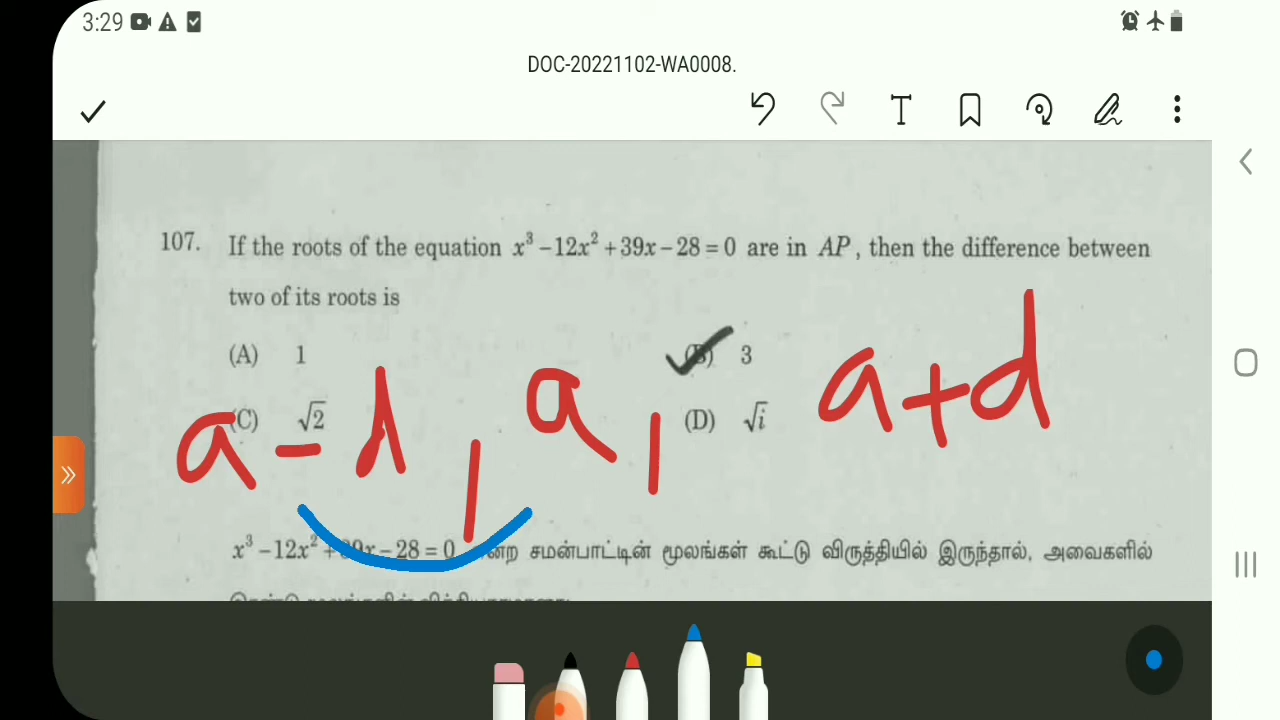 3:29
DOC-20221102-WA0008.
T
107. If the roots of the equation x³ – 12x² + 39x – 28 = 0 are in AP, then the difference between
two of its roots is
(A) 1 (B) 3
(C) √2 (D) √i
a - d, a, a + d
x³ – 12x² + 39x – 28 = 0 என்ற சமன்பாட்டின் மூலங்கள் கூட்டு விருத்தியில் இருந்தால், அவைகளில்